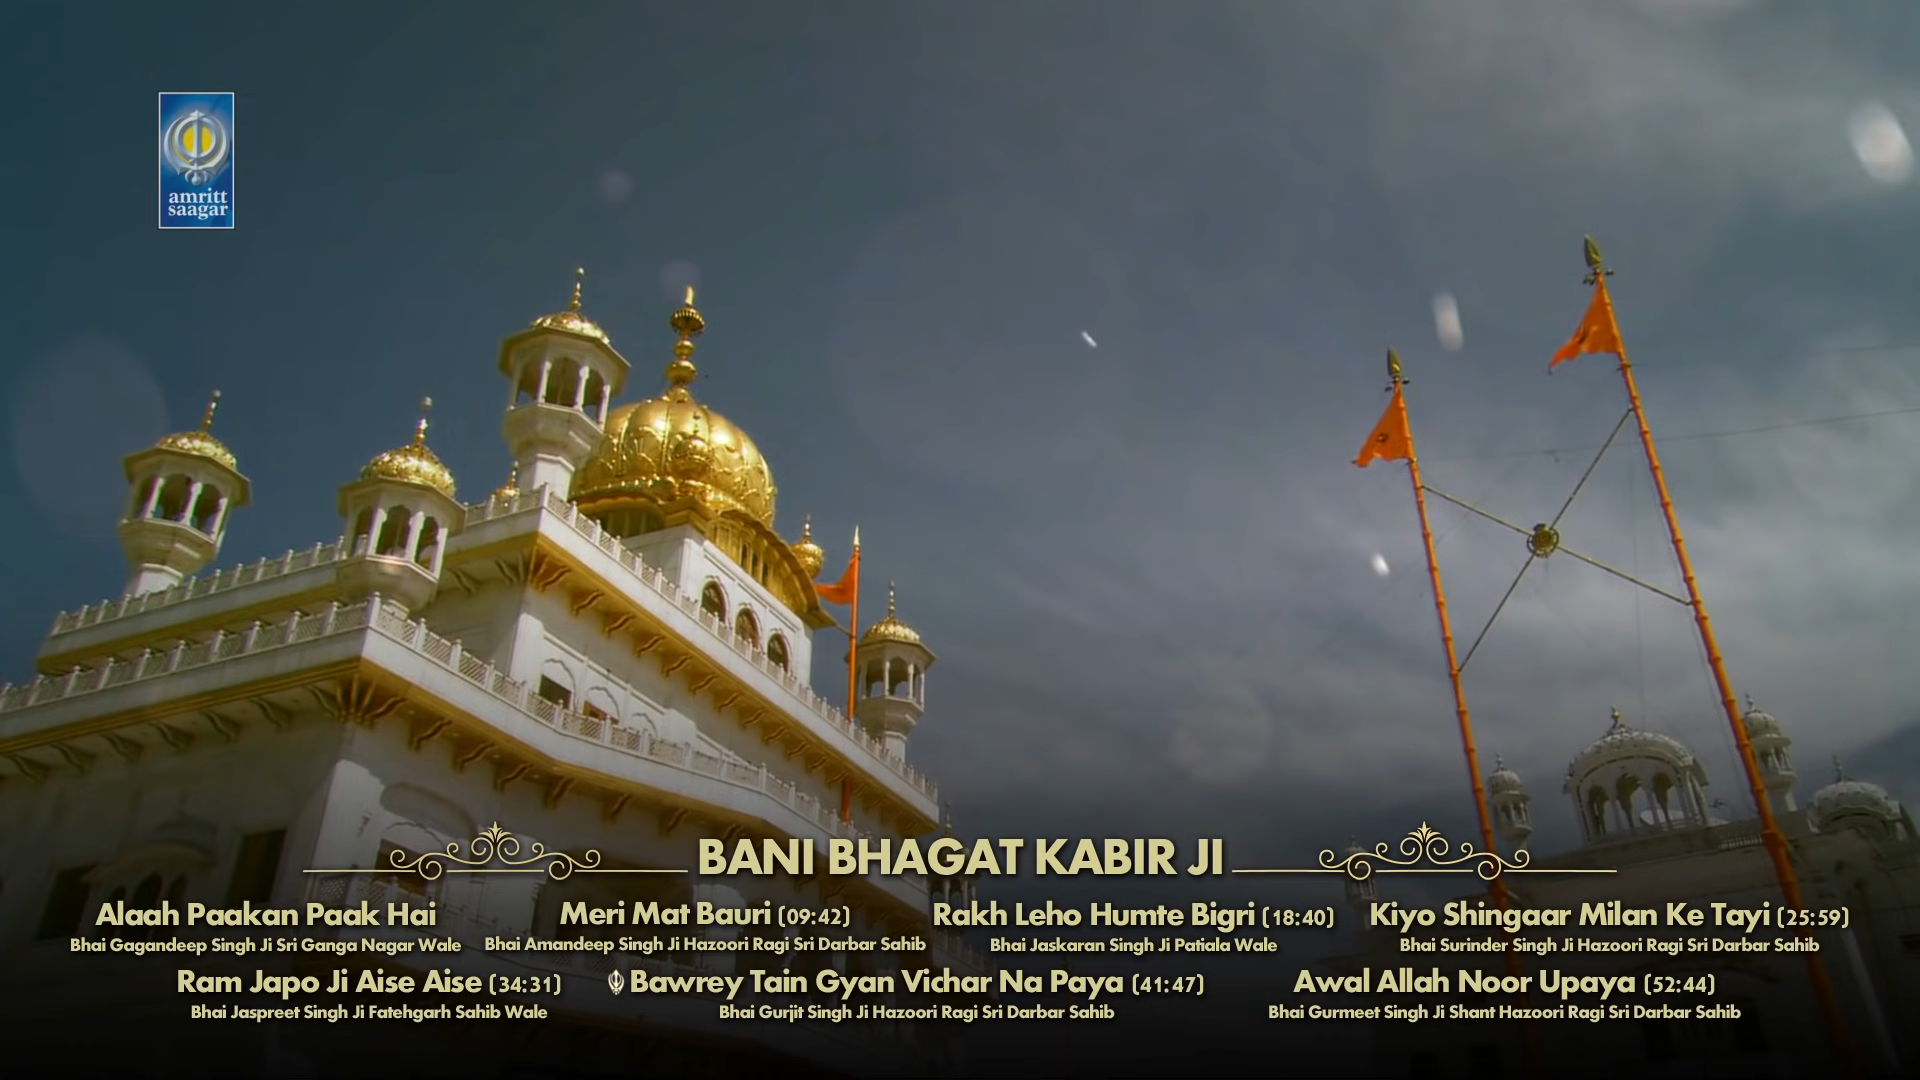 amritt
saagar
BANI BHAGAT KABIR JI
Alaah Paakan Paak Hai
Bhai Gagandeep Singh Ji Sri Ganga Nagar Wale
Meri Mat Bauri (09:42)
Bhai Amandeep Singh Ji Hazoori Ragi Sri Darbar Sahib
Rakh Leho Humte Bigri (18:40)
Bhai Jaskaran Singh Ji Patiala Wale
Kiyo Shingaar Milan Ke Tayi (25:59)
Bhai Surinder Singh Ji Hazoori Ragi Sri Darbar Sahib
Ram Japo Ji Aise Aise (34:31)
Bhai Jaspreet Singh Ji Fatehgarh Sahib Wale
Bawrey Tain Gyan Vichar Na Paya (41:47)
Bhai Gurjit Singh Ji Hazoori Ragi Sri Darbar Sahib
Awal Allah Noor Upaya (52:44)
Bhai Gurmeet Singh Ji Shant Hazoori Ragi Sri Darbar Sahib